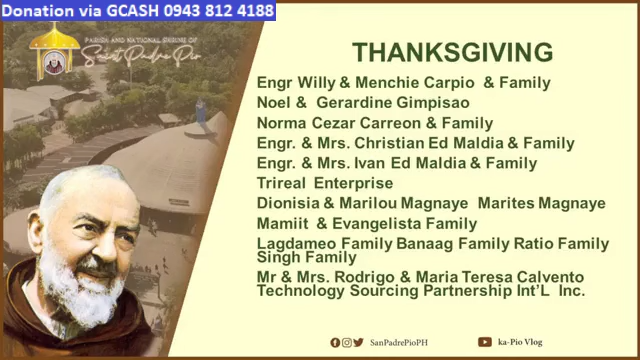 Donation via GCASH 0943 812 4188
PARISH AND NATIONAL SHRINE OF
Saint Padre Pio
THANKSGIVING
Engr Willy & Menchie Carpio & Family
Noel & Gerardine Gimpisao
Norma Cezar Carreon & Family
Engr. & Mrs. Christian Ed Maldia & Family
Engr. & Mrs. Ivan Ed Maldia & Family
Trireal Enterprise
Dionisia & Marilou Magnaye Marites Magnaye
Mamiit & Evangelista Family
Lagdameo Family Banaag Family Ratio Family
Singh Family
Mr & Mrs. Rodrigo & Maria Teresa Calvento
Technology Sourcing Partnership Int’L Inc.
SanPadrePioPH
ka-Pio Vlog